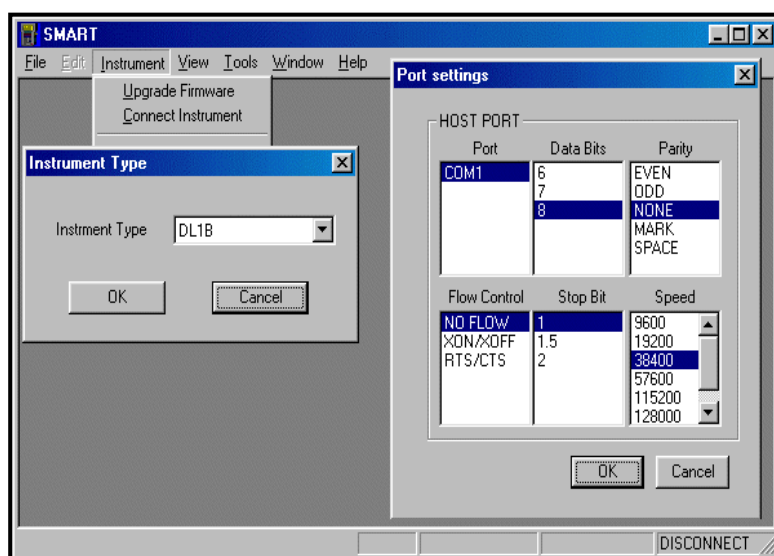 SMART
File Edit Instrument View Tools Window Help
Upgrade Firmware
Connect Instrument
Instrument Type
Instrment Type DL1B
OK Cancel
Port settings
HOST PORT
Port Data Bits Parity
COM1 6 EVEN
7 ODD
8 NONE
MARK
SPACE
Flow Control Stop Bit Speed
NO FLOW 1 9600
XON/XOFF 1.5 19200
RTS/CTS 2 38400
57600
115200
128000
OK Cancel
DISCONNECT